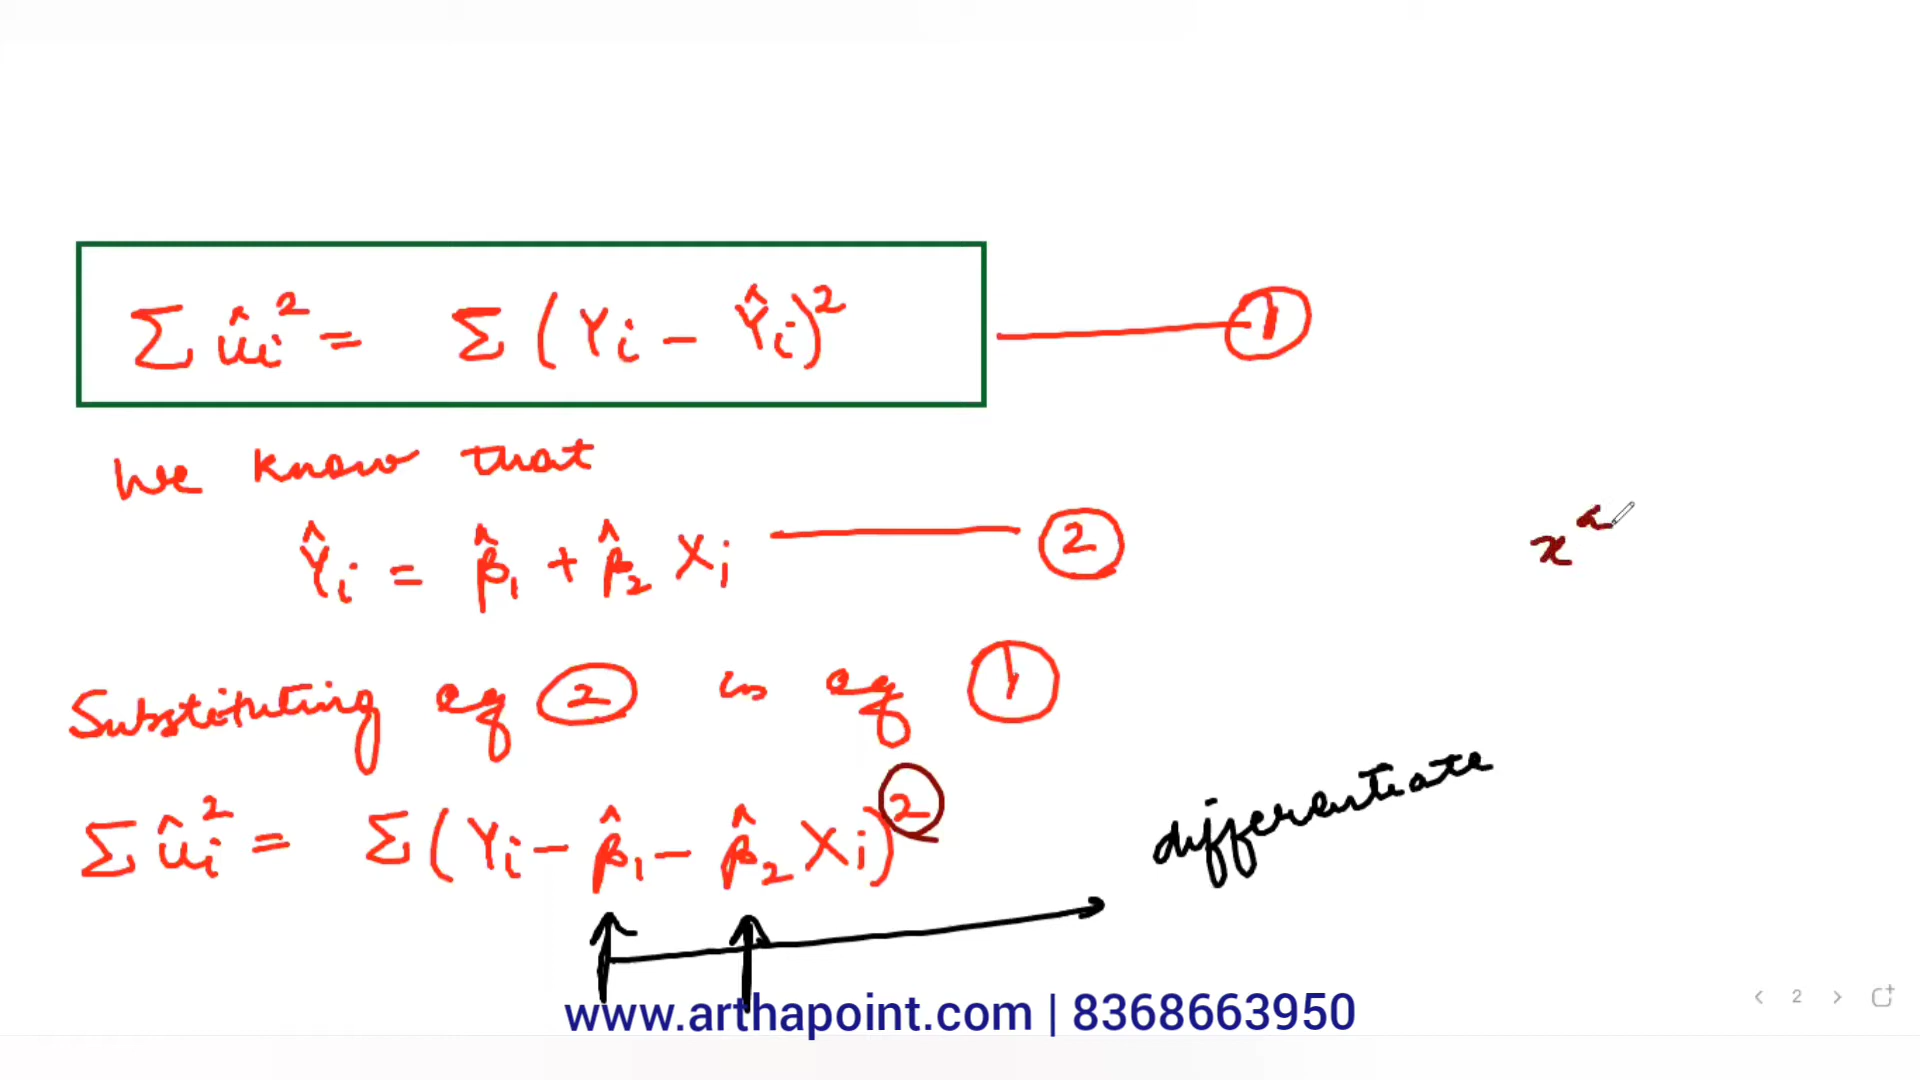 Σ ûi² = Σ (Yi − Ŷi)² ——— ①
We know that
Ŷi = β̂1 + β̂2 Xi ——— ②
x²
Substituting eq ② in eq ①
Σ ûi² = Σ (Yi − β̂1 − β̂2 Xi)²
differentiate
www.arthapoint.com | 8368663950
2